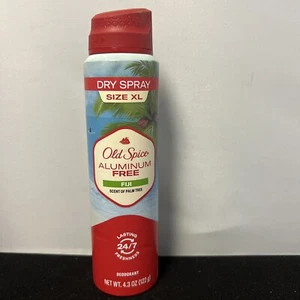 DRY SPRAY
SIZE XL
Old Spice
ALUMINUM
FREE
FIJI
SCENT OF PALM TREE
LASTING
24/7
FRESHNESS
DEODORANT
NET WT. 4.3 OZ (122g)